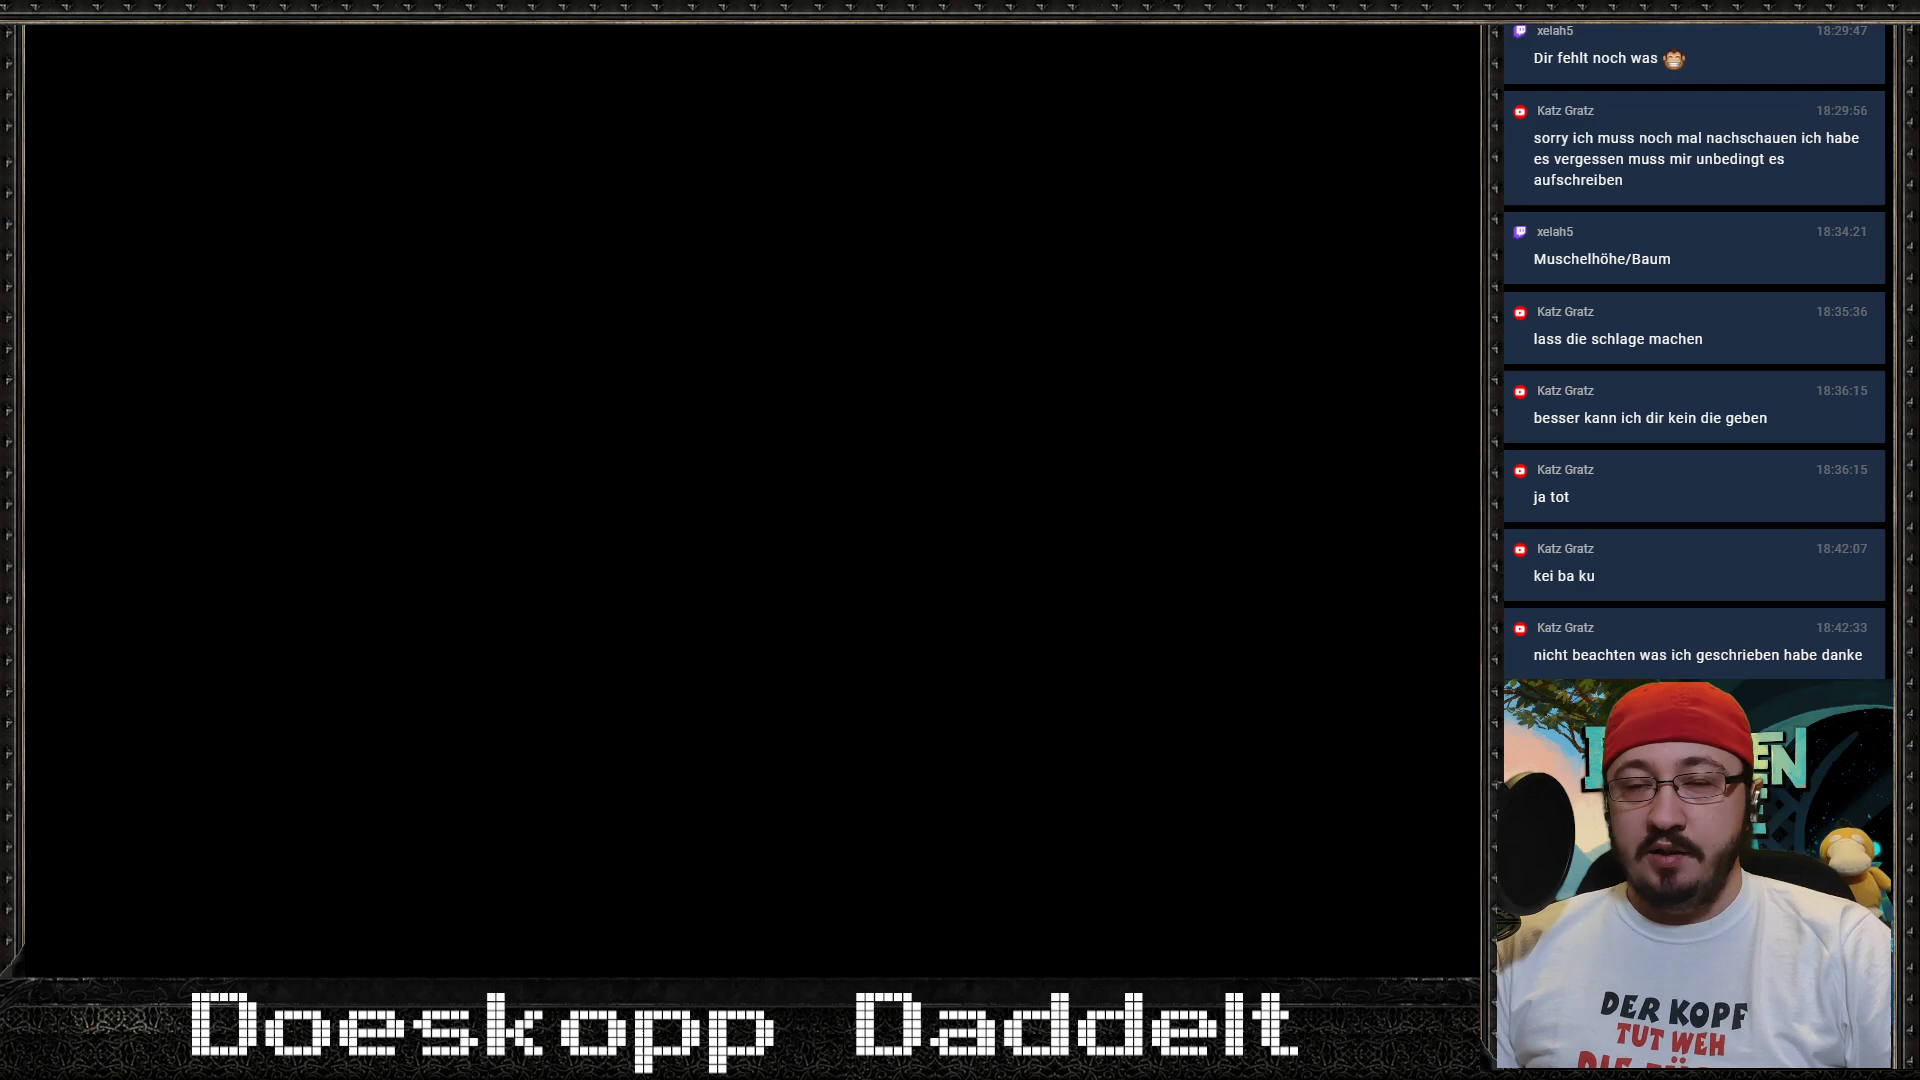 xelah5 18:29:47
Dir fehlt noch was
Katz Gratz 18:29:56
sorry ich muss noch mal nachschauen ich habe
es vergessen muss mir unbedingt es
aufschreiben
xelah5 18:34:21
Muschelhöhe/Baum
Katz Gratz 18:35:36
lass die schlage machen
Katz Gratz 18:36:15
besser kann ich dir kein die geben
Katz Gratz 18:36:15
ja tot
Katz Gratz 18:42:07
kei ba ku
Katz Gratz 18:42:33
nicht beachten was ich geschrieben habe danke
DER KOPF
TUT WEH
Doeskopp Daddelt